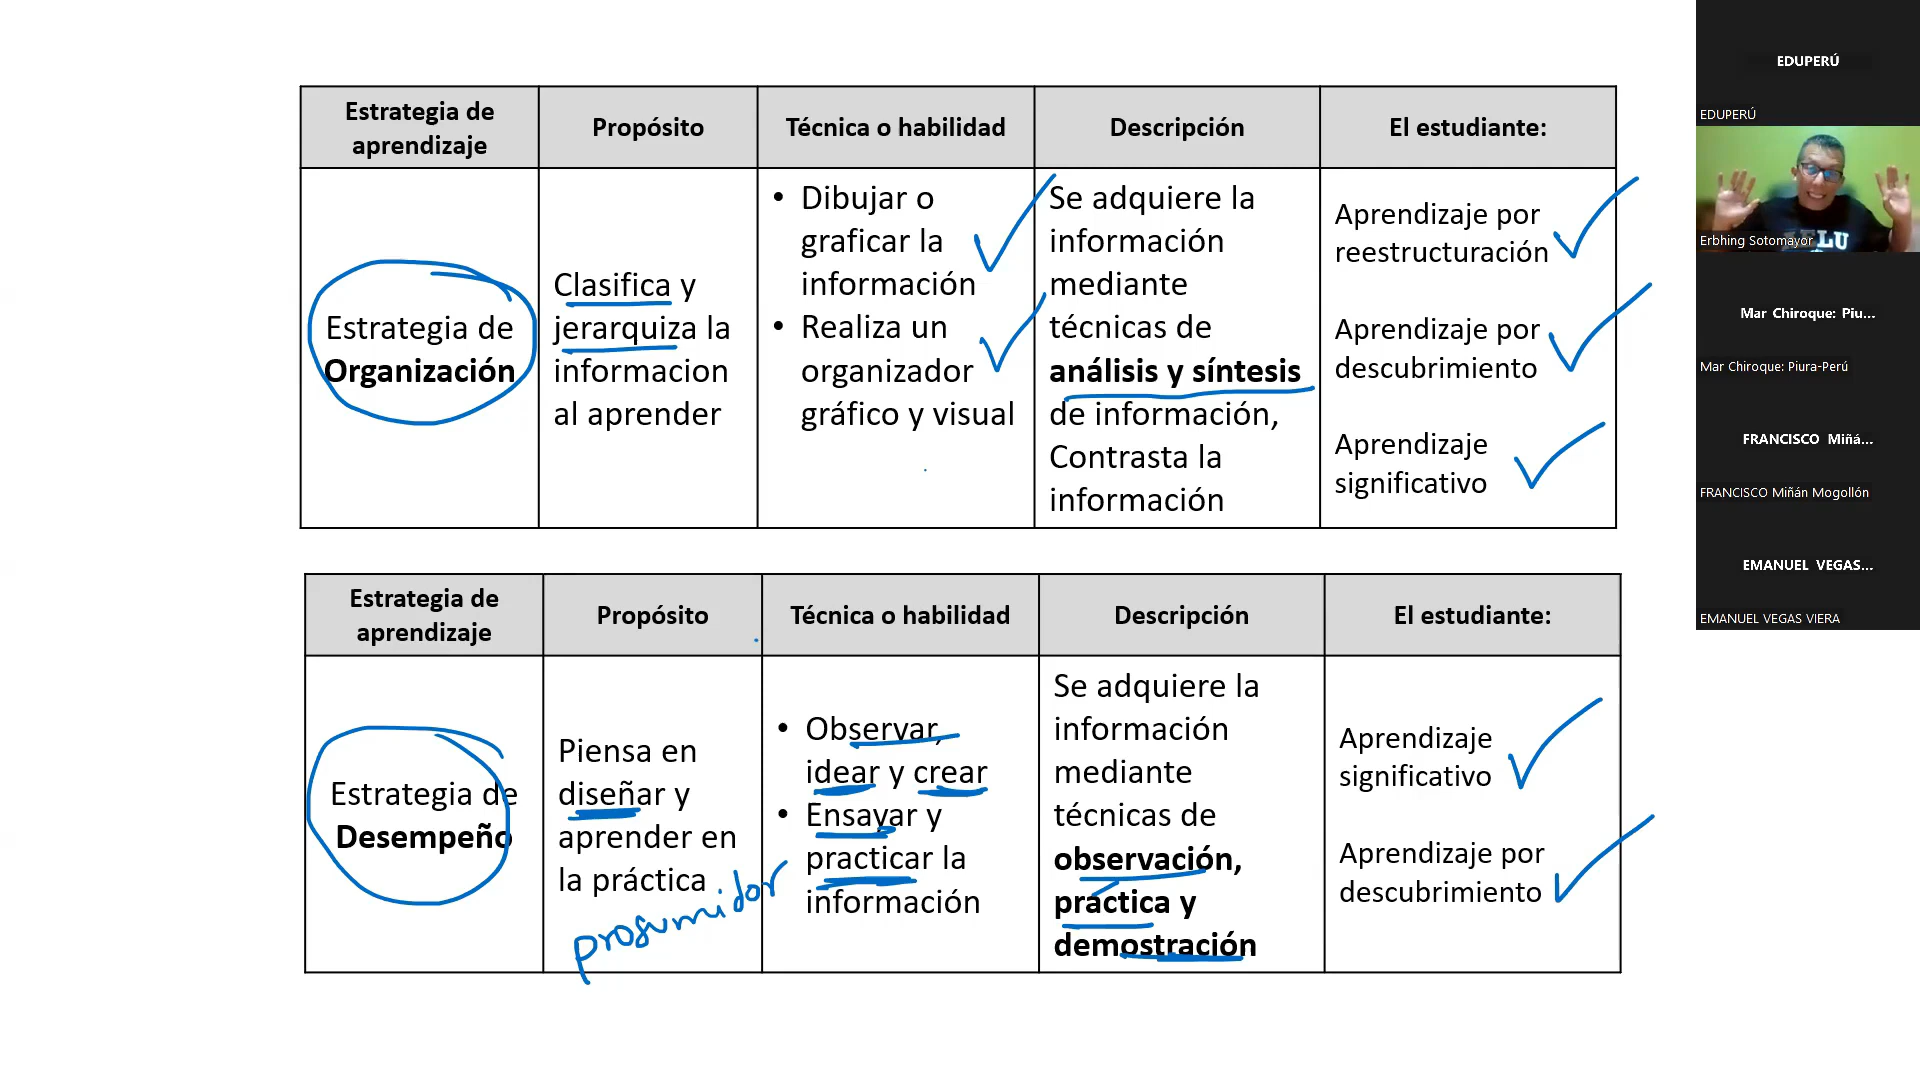 Estrategia de
aprendizaje
Propósito
Técnica o habilidad
Descripción
El estudiante:
Estrategia de
Organización
Clasifica y
jerarquiza la
informacion
al aprender
• Dibujar o
graficar la
información
• Realiza un
organizador
gráfico y visual
Se adquiere la
información
mediante
técnicas de
análisis y síntesis
de información,
Contrasta la
información
Aprendizaje por
reestructuración
Aprendizaje por
descubrimiento
Aprendizaje
significativo
Estrategia de
aprendizaje
Propósito
Técnica o habilidad
Descripción
El estudiante:
Estrategia de
Desempeño
Piensa en
diseñar y
aprender en
la práctica
prosumidor
• Observar,
idear y crear
• Ensayar y
practicar la
información
Se adquiere la
información
mediante
técnicas de
observación,
práctica y
demostración
Aprendizaje
significativo
Aprendizaje por
descubrimiento
EDUPERÚ
EDUPERÚ
Erbhing Sotomayor
Mar Chiroque: Piu...
Mar Chiroque: Piura-Perú
FRANCISCO Miñá...
FRANCISCO Miñán Mogollón
EMANUEL VEGAS...
EMANUEL VEGAS VIERA